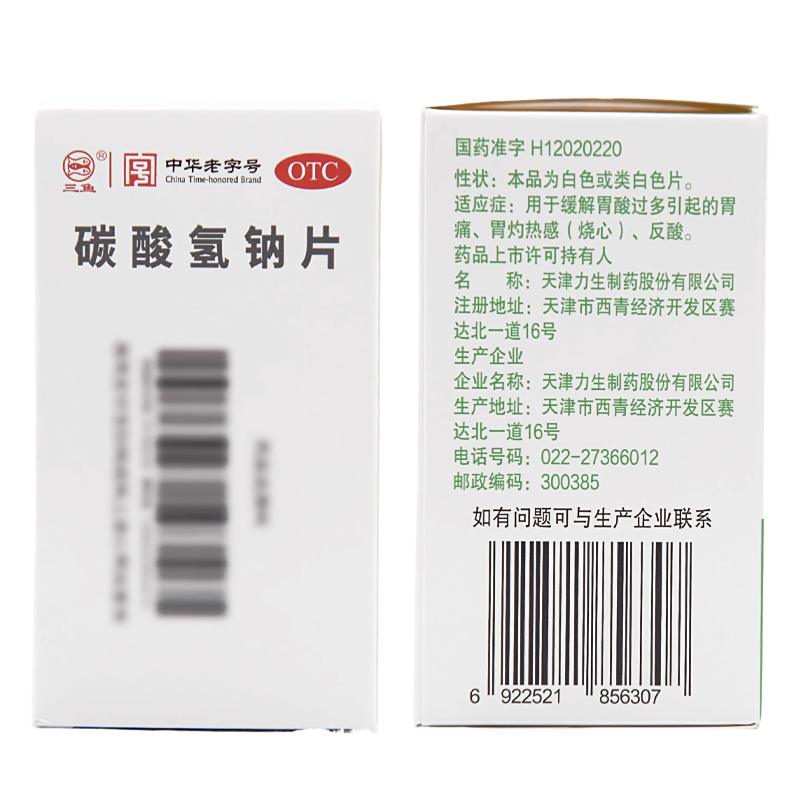 三鱼®
中华老字号
China Time-honored Brand
OTC
碳酸氢钠片
国药准字 H12020220
性状：本品为白色或类白色片。
适应症：用于缓解胃酸过多引起的胃
痛、胃灼热感（烧心）、反酸。
药品上市许可持有人
名　　称：天津力生制药股份有限公司
注册地址：天津市西青经济开发区赛
达北一道16号
生产企业
企业名称：天津力生制药股份有限公司
生产地址：天津市西青经济开发区赛
达北一道16号
电话号码：022-27366012
邮政编码：300385
如有问题可与生产企业联系
6 922521 856307